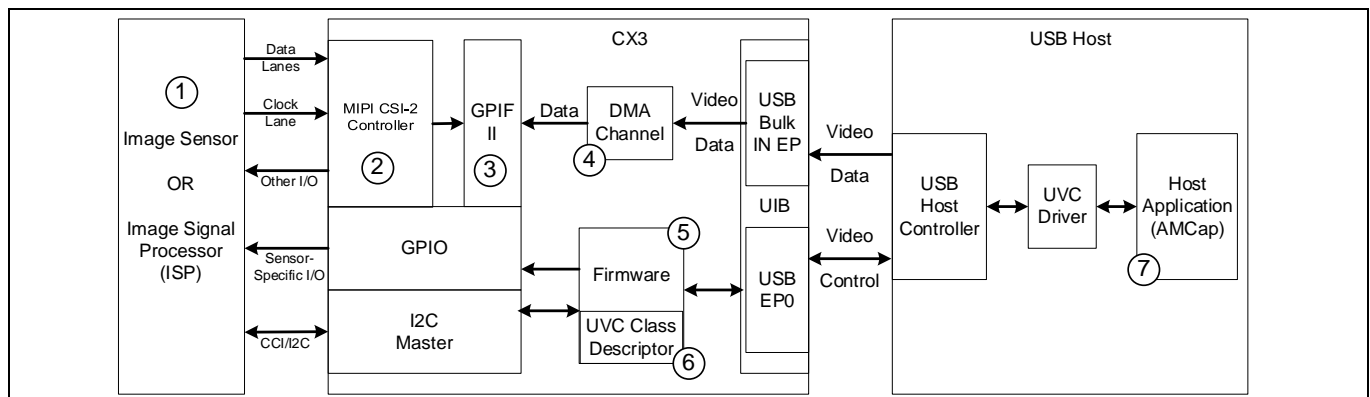 CX3
USB Host
Data
Lanes
1
Clock
Lane
Image Sensor
OR
Image Signal
Processor
(ISP)
Other I/O
Sensor-
Specific I/O
CCI/I2C
MIPI CSI-2
Controller
2
GPIF
II
3
Data
DMA
Channel
4
Video
Data
USB
Bulk
IN EP
UIB
GPIO
I2C
Master
5
Firmware
UVC Class
Descriptor
6
USB
EP0
Video
Data
Video
Control
USB
Host
Controller
UVC
Driver
Host
Application
(AMCap)
7